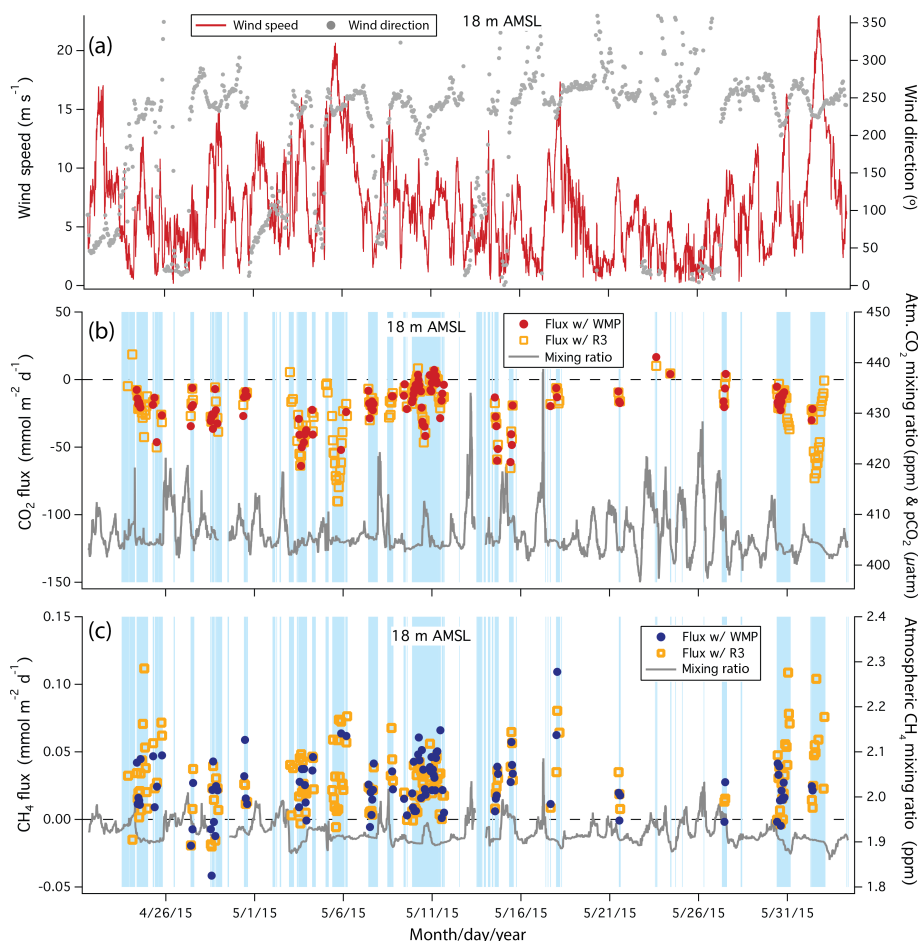 Wind speed Wind direction
18 m AMSL
(a)
Wind speed (m s⁻¹)
20
15
10
5
0
Wind direction (º)
350
300
250
200
150
100
50
0
(b)
18 m AMSL
Flux w/ WMP
Flux w/ R3
Mixing ratio
CO₂ flux (mmol m⁻² d⁻¹)
50
0
-50
-100
-150
Atm. CO₂ mixing ratio (ppm) & pCO₂ (μatm)
450
440
430
420
410
400
(c)
18 m AMSL
Flux w/ WMP
Flux w/ R3
Mixing ratio
CH₄ flux (mmol m⁻² d⁻¹)
0.15
0.10
0.05
0.00
-0.05
Atmospheric CH₄ mixing ratio (ppm)
2.4
2.3
2.2
2.1
2.0
1.9
1.8
4/26/15 5/1/15 5/6/15 5/11/15 5/16/15 5/21/15 5/26/15 5/31/15
Month/day/year